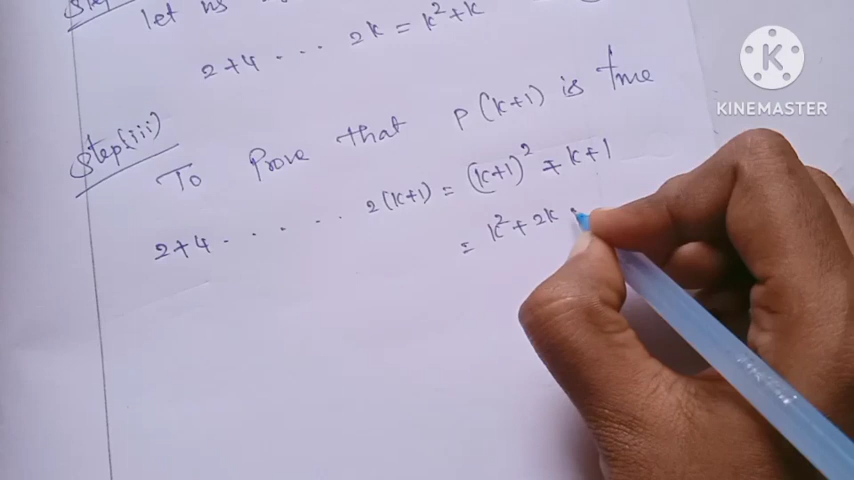 let us
2+4 ... 2k = k²+k
Step(iii)
To Prove that P(k+1) is true
2+4 ...... 2(k+1) = (k+1)² + k+1
= k² + 2k
K
KINEMASTER